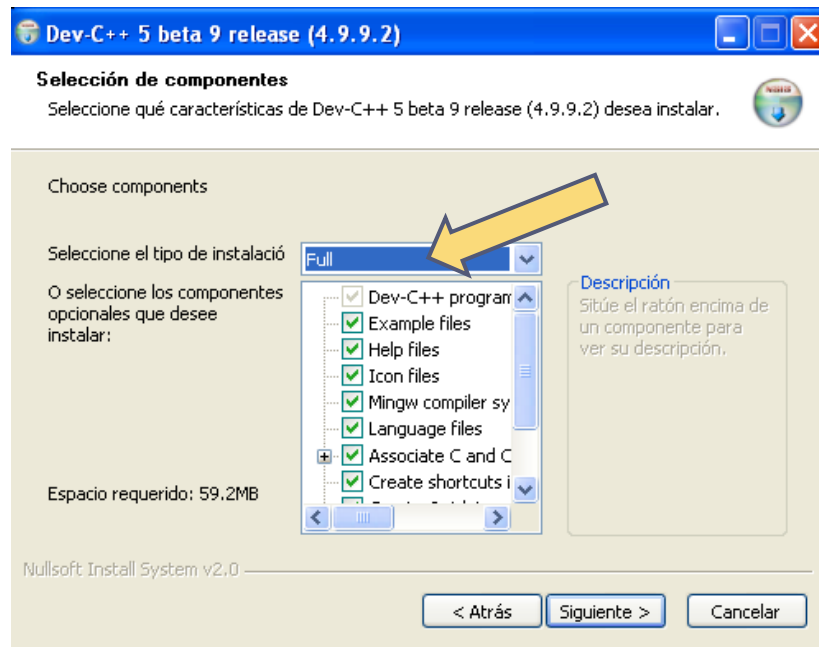 Dev-C++ 5 beta 9 release (4.9.9.2)
Selección de componentes
Seleccione qué características de Dev-C++ 5 beta 9 release (4.9.9.2) desea instalar.
Choose components
Seleccione el tipo de instalació
Full
O seleccione los componentes
opcionales que desee
instalar:
Dev-C++ program
Example files
Help files
Icon files
Mingw compiler sy
Language files
Associate C and C
Create shortcuts i
Descripción
Sitúe el ratón encima de
un componente para
ver su descripción.
Espacio requerido: 59.2MB
Nullsoft Install System v2.0
< Atrás
Siguiente >
Cancelar